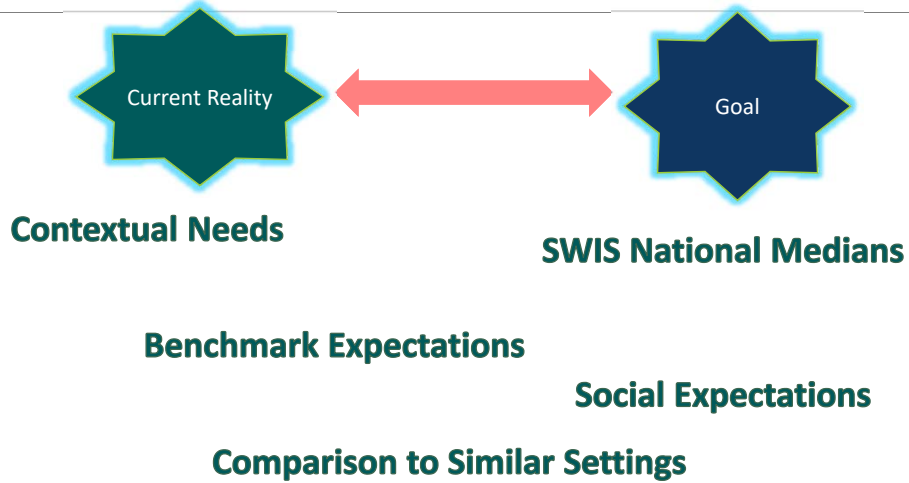 Current Reality
Goal
Contextual Needs
SWIS National Medians
Benchmark Expectations
Social Expectations
Comparison to Similar Settings